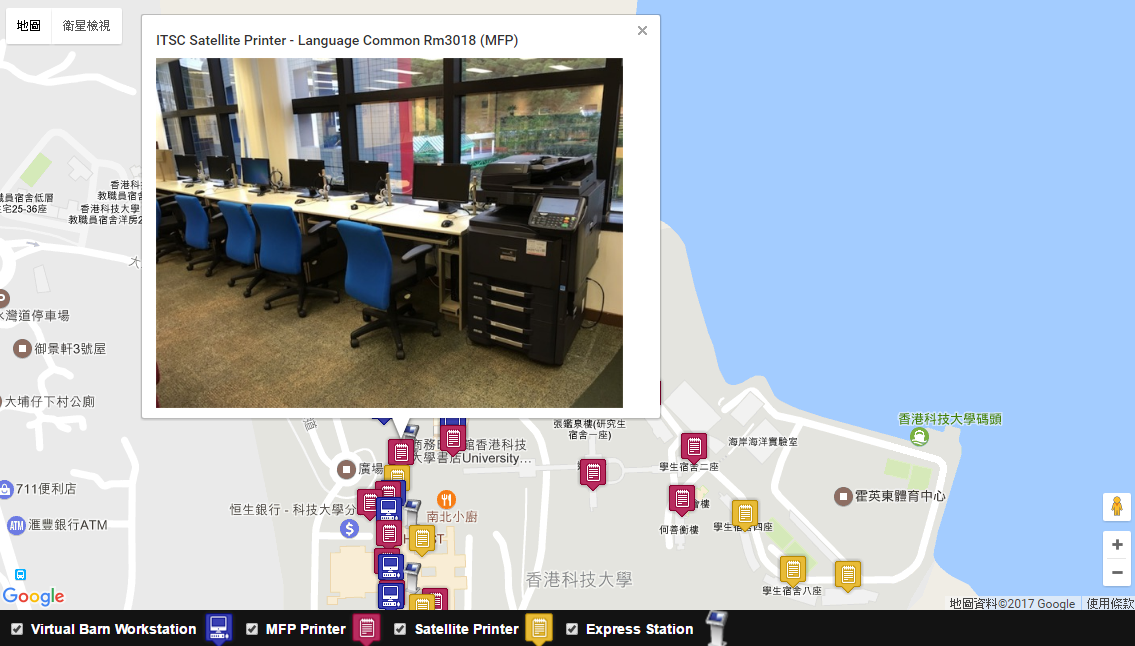 地圖 衛星檢視
ITSC Satellite Printer - Language Common Rm3018 (MFP)
香港科
教職員宿舍
香港科技大學
教職員宿舍洋房2
員宿舍低層
宅25-36座
大
水灣道停車場
御景軒3號屋
大埔仔下村公廁
道
711便利店
滙豐銀行ATM
廣場
商務
館香港科技
大學書店University…
恒生銀行 - 科技大學分
南北小廚
張鑑泉樓(研究生
宿舍一座)
學生宿舍二座
海岸海洋實驗室
何善衡樓
學生宿舍四座
學生宿舍八座
香港科技大學碼頭
霍英東體育中心
香港科技大學
Google
地圖資料©2017 Google 使用條款
Virtual Barn Workstation MFP Printer Satellite Printer Express Station